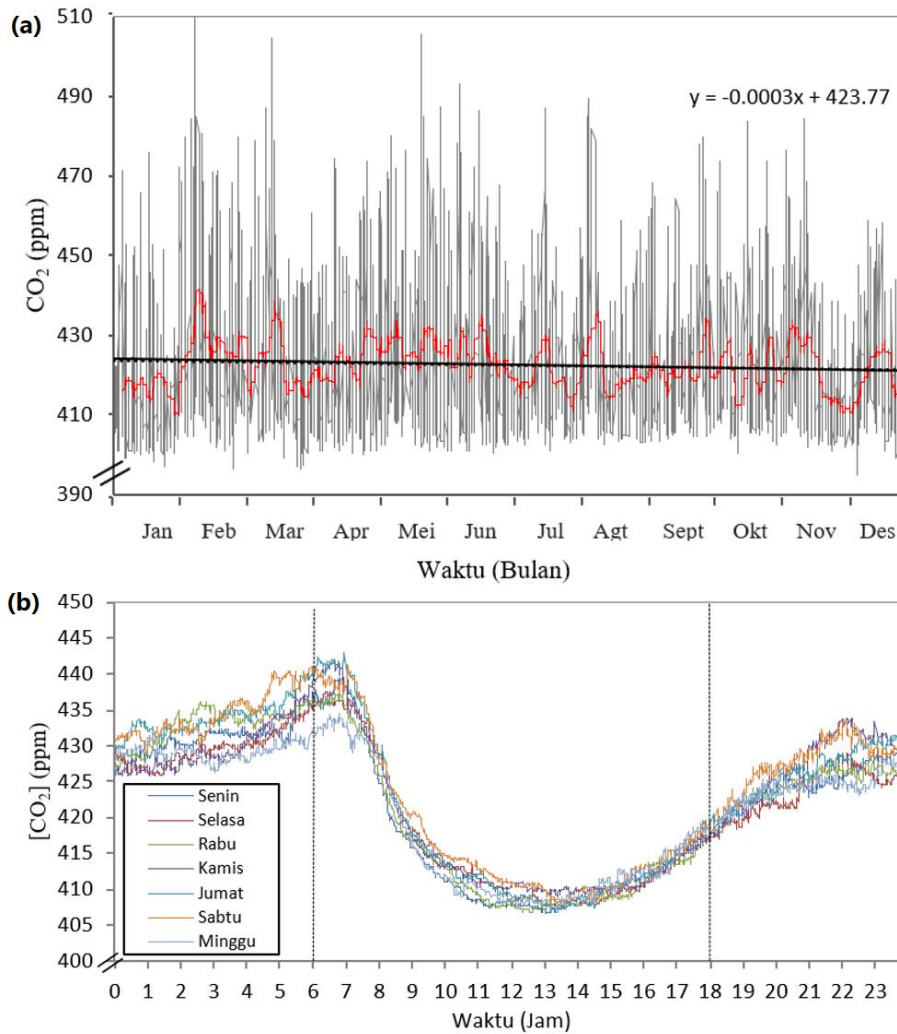 (a)
510
490
470
450
430
410
390
CO₂ (ppm)
y = -0.0003x + 423.77
Jan Feb Mar Apr Mei Jun Jul Agt Sept Okt Nov Des
Waktu (Bulan)
(b)
450
445
440
435
430
425
420
415
410
405
400
[CO₂] (ppm)
Senin
Selasa
Rabu
Kamis
Jumat
Sabtu
Minggu
0 1 2 3 4 5 6 7 8 9 10 11 12 13 14 15 16 17 18 19 20 21 22 23
Waktu (Jam)